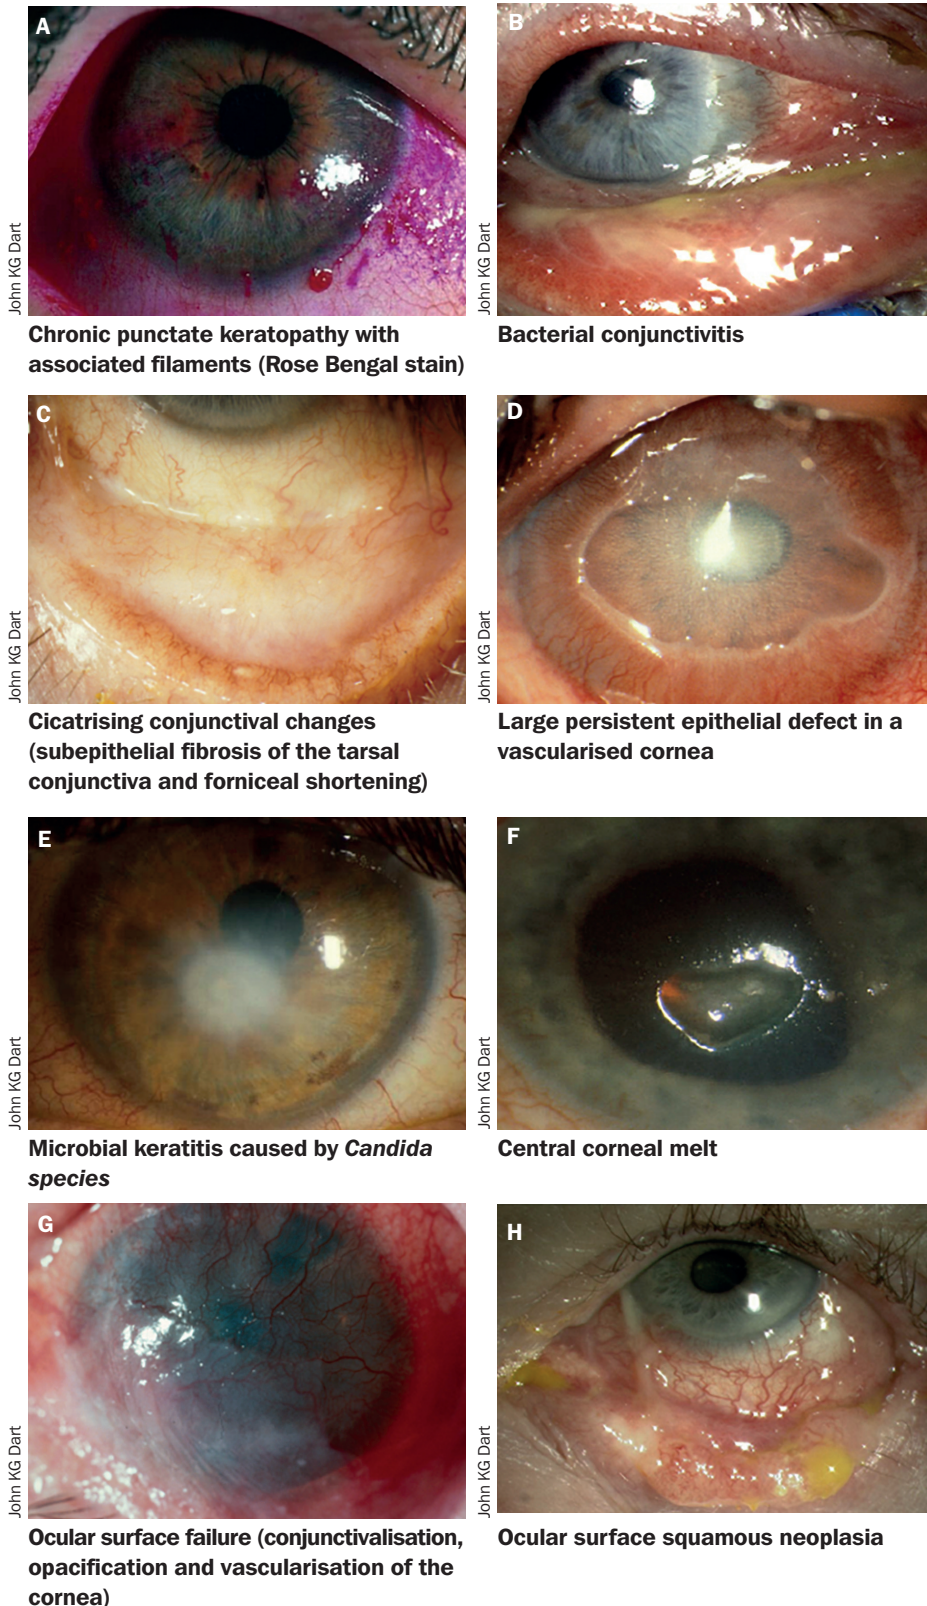 A
John KG Dart
Chronic punctate keratopathy with
associated filaments (Rose Bengal stain)
B
John KG Dart
Bacterial conjunctivitis
C
John KG Dart
Cicatrising conjunctival changes
(subepithelial fibrosis of the tarsal
conjunctiva and forniceal shortening)
D
John KG Dart
Large persistent epithelial defect in a
vascularised cornea
E
John KG Dart
Microbial keratitis caused by Candida
species
F
John KG Dart
Central corneal melt
G
John KG Dart
Ocular surface failure (conjunctivalisation,
opacification and vascularisation of the
cornea)
H
John KG Dart
Ocular surface squamous neoplasia